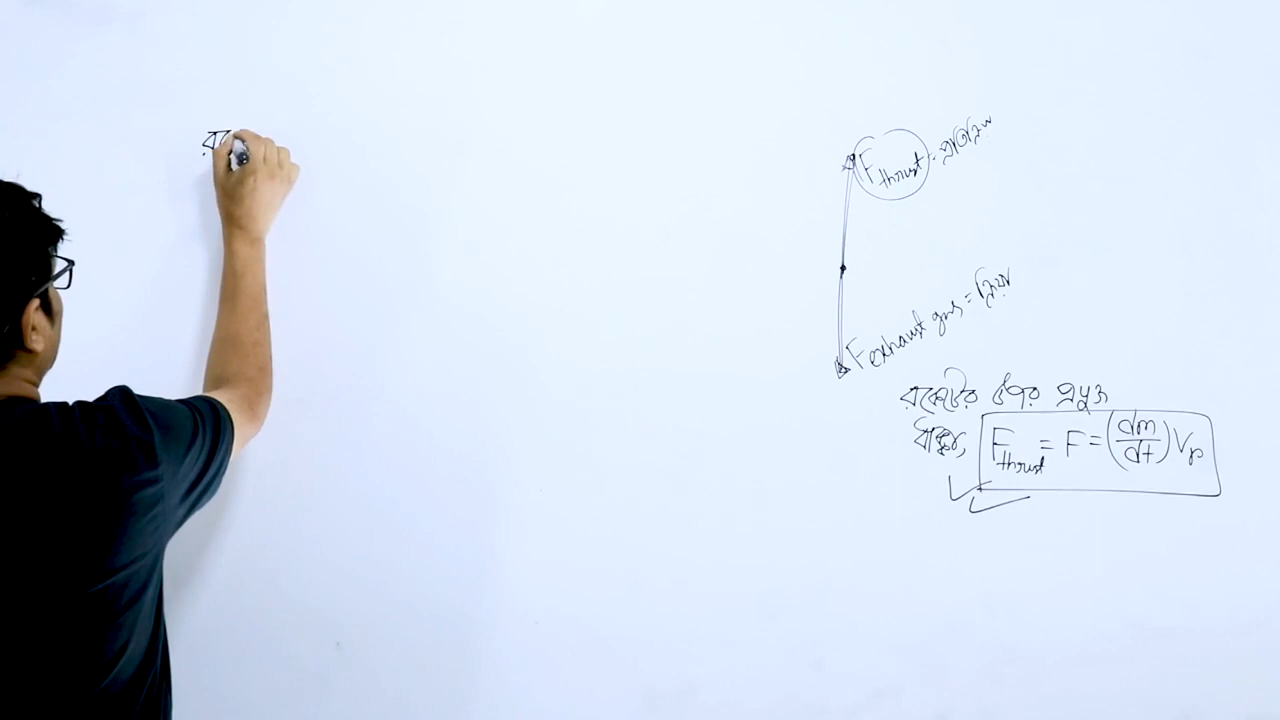 র
F thrust = প্রতিক্রিয়া
F exhaust gas = ক্রিয়া
রকেটের উপর প্রযুক্ত
ধাক্কা, F thrust = F = (dm/dt) Vr